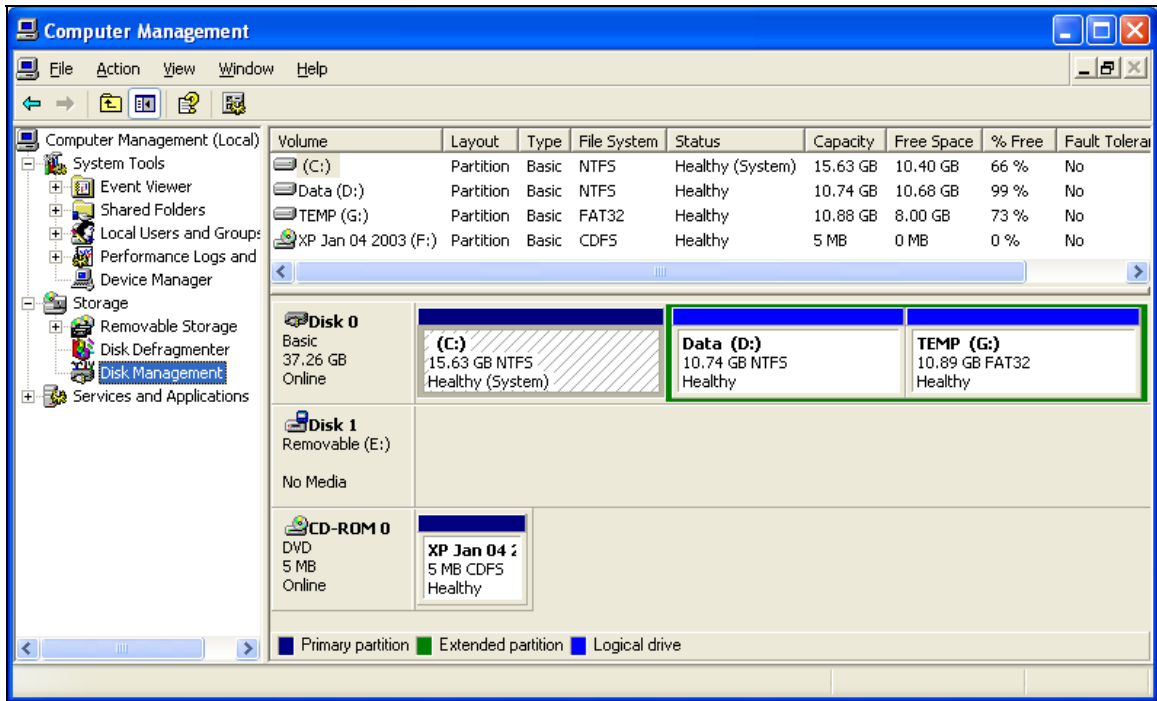 Computer Management
File Action View Window Help
Computer Management (Local)
System Tools
Event Viewer
Shared Folders
Local Users and Groups
Performance Logs and
Device Manager
Storage
Removable Storage
Disk Defragmenter
Disk Management
Services and Applications
Volume Layout Type File System Status Capacity Free Space % Free Fault Tolera
(C:) Partition Basic NTFS Healthy (System) 15.63 GB 10.40 GB 66 % No
Data (D:) Partition Basic NTFS Healthy 10.74 GB 10.68 GB 99 % No
TEMP (G:) Partition Basic FAT32 Healthy 10.88 GB 8.00 GB 73 % No
XP Jan 04 2003 (F:) Partition Basic CDFS Healthy 5 MB 0 MB 0 % No
Disk 0
Basic
37.26 GB
Online
(C:)
15.63 GB NTFS
Healthy (System)
Data (D:)
10.74 GB NTFS
Healthy
TEMP (G:)
10.89 GB FAT32
Healthy
Disk 1
Removable (E:)
No Media
CD-ROM 0
DVD
5 MB
Online
XP Jan 04 2
5 MB CDFS
Healthy
Primary partition Extended partition Logical drive